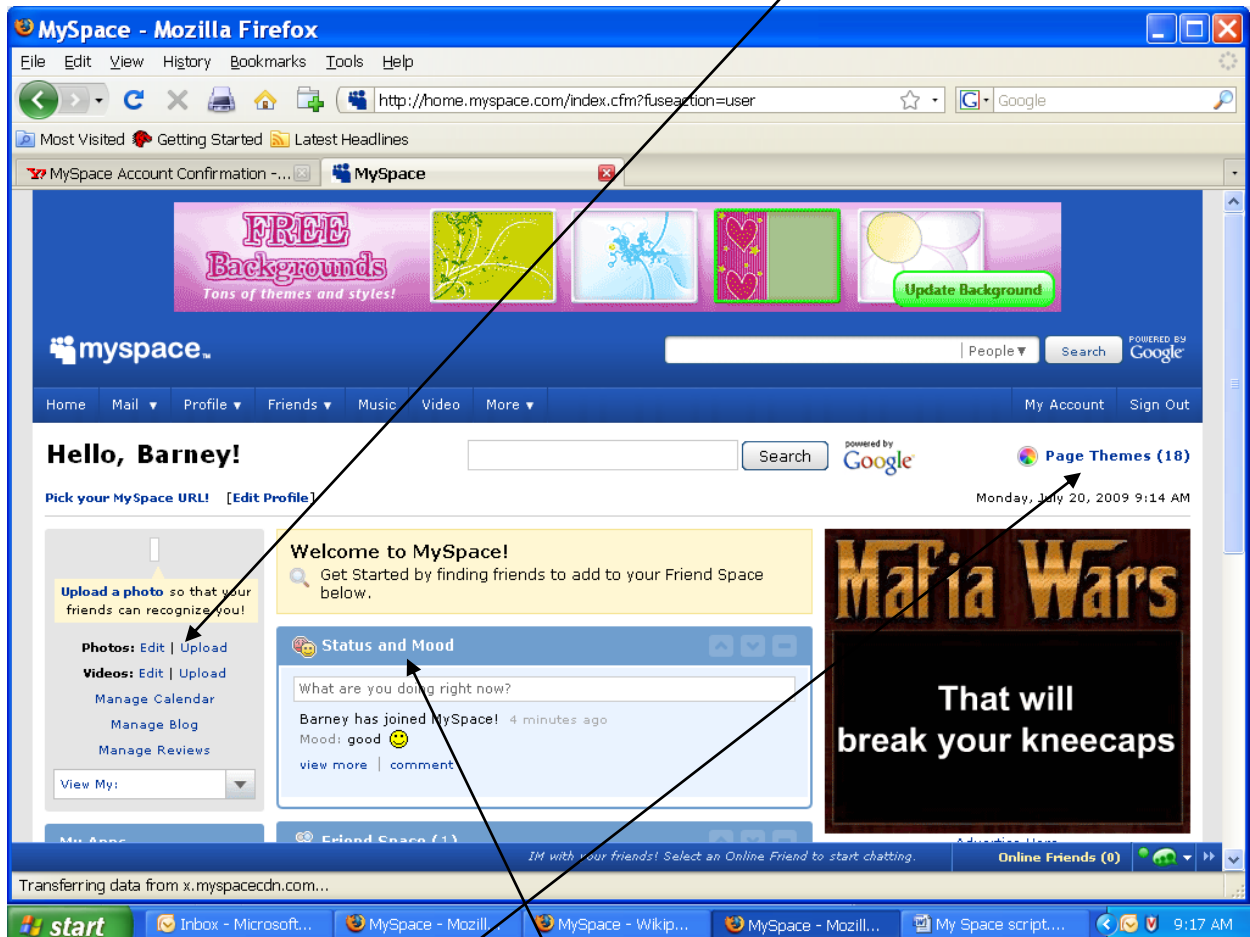 MySpace - Mozilla Firefox
File Edit View History Bookmarks Tools Help
http://home.myspace.com/index.cfm?fuseaction=user
G Google
Most Visited Getting Started Latest Headlines
MySpace Account Confirmation -... MySpace
FREE
Backgrounds
Tons of themes and styles!
Update Background
myspace™
People Search POWERED BY Google
Home Mail Profile Friends Music Video More My Account Sign Out
Hello, Barney! Search powered by Google Page Themes (18)
Pick your MySpace URL! [Edit Profile] Monday, July 20, 2009 9:14 AM
Upload a photo so that your
friends can recognize you!
Photos: Edit | Upload
Videos: Edit | Upload
Manage Calendar
Manage Blog
Manage Reviews
View My:
My Apps
Welcome to MySpace!
Get Started by finding friends to add to your Friend Space
below.
Status and Mood
What are you doing right now?
Barney has joined MySpace! 4 minutes ago
Mood: good
view more | comment
Friend Space (1)
Mafia Wars
That will
break your kneecaps
Advertise Here
IM with your friends! Select an Online Friend to start chatting. Online Friends (0)
Transferring data from x.myspacecdn.com...
start Inbox - Microsoft... MySpace - Mozill... MySpace - Wikip... MySpace - Mozill... My Space script.... 9:17 AM